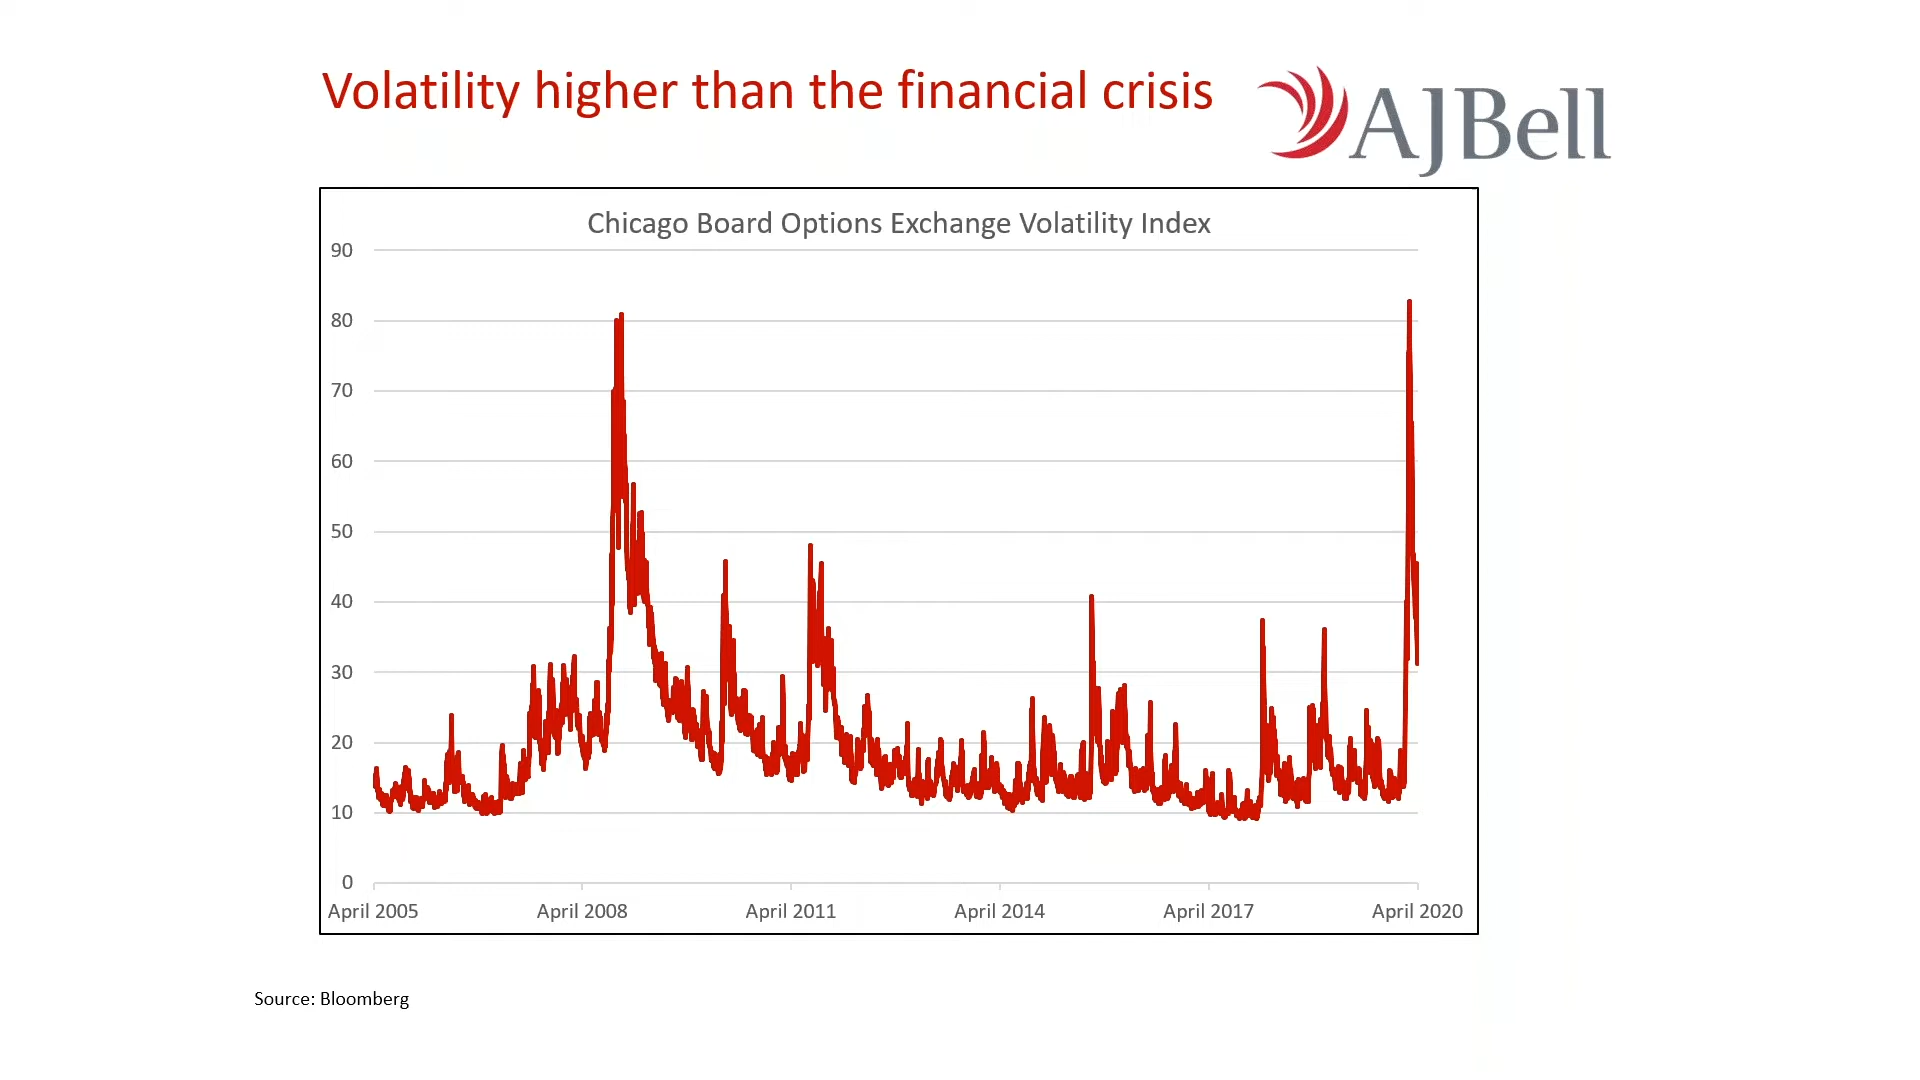 Volatility higher than the financial crisis
AJBell
Chicago Board Options Exchange Volatility Index
90
80
70
60
50
40
30
20
10
0
April 2005 April 2008 April 2011 April 2014 April 2017 April 2020
Source: Bloomberg